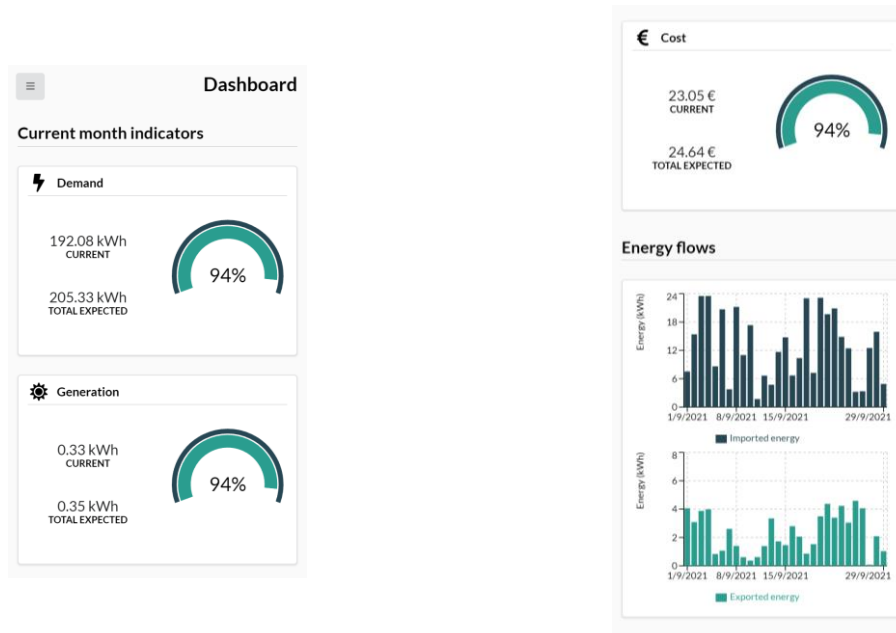 Dashboard
Current month indicators
Demand
192.08 kWh
CURRENT
205.33 kWh
TOTAL EXPECTED
94%
Generation
0.33 kWh
CURRENT
0.35 kWh
TOTAL EXPECTED
94%
€ Cost
23.05 €
CURRENT
24.64 €
TOTAL EXPECTED
94%
Energy flows
Energy (kWh)
24
18
12
6
0
1/9/2021 8/9/2021 15/9/2021 29/9/2021
Imported energy
Energy (kWh)
8
6
4
2
0
1/9/2021 8/9/2021 15/9/2021 29/9/2021
Exported energy